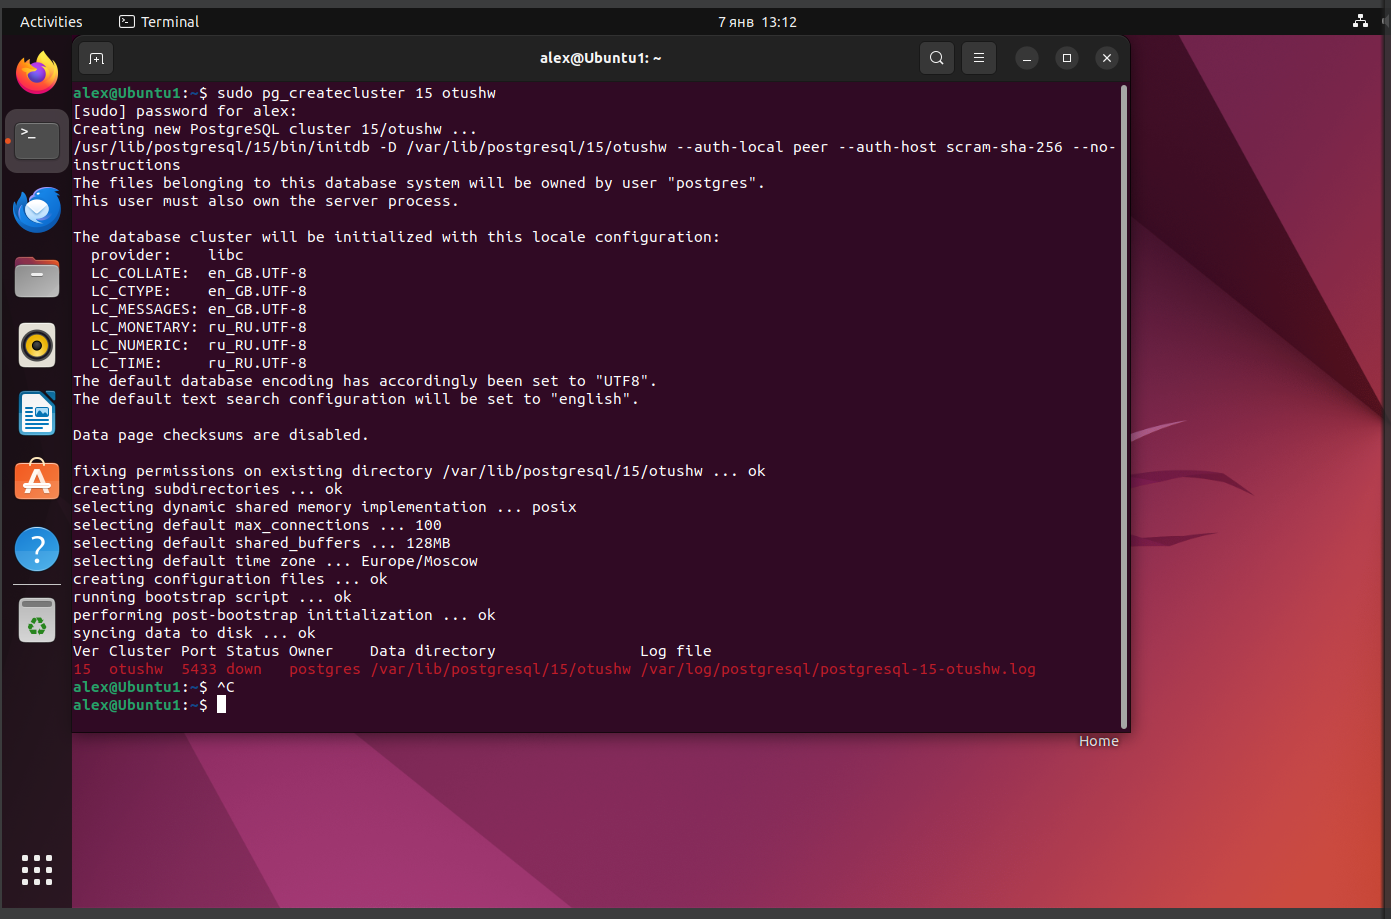 Activities
Terminal
7 янв 13:12
alex@Ubuntu1: ~
alex@Ubuntu1:~$ sudo pg_createcluster 15 otushw
[sudo] password for alex:
Creating new PostgreSQL cluster 15/otushw ...
/usr/lib/postgresql/15/bin/initdb -D /var/lib/postgresql/15/otushw --auth-local peer --auth-host scram-sha-256 --no-
instructions
The files belonging to this database system will be owned by user "postgres".
This user must also own the server process.
The database cluster will be initialized with this locale configuration:
  provider:    libc
  LC_COLLATE:  en_GB.UTF-8
  LC_CTYPE:    en_GB.UTF-8
  LC_MESSAGES: en_GB.UTF-8
  LC_MONETARY: ru_RU.UTF-8
  LC_NUMERIC:  ru_RU.UTF-8
  LC_TIME:     ru_RU.UTF-8
The default database encoding has accordingly been set to "UTF8".
The default text search configuration will be set to "english".
Data page checksums are disabled.
fixing permissions on existing directory /var/lib/postgresql/15/otushw ... ok
creating subdirectories ... ok
selecting dynamic shared memory implementation ... posix
selecting default max_connections ... 100
selecting default shared_buffers ... 128MB
selecting default time zone ... Europe/Moscow
creating configuration files ... ok
running bootstrap script ... ok
performing post-bootstrap initialization ... ok
syncing data to disk ... ok
Ver Cluster Port Status Owner    Data directory                Log file
15  otushw  5433 down   postgres /var/lib/postgresql/15/otushw /var/log/postgresql/postgresql-15-otushw.log
alex@Ubuntu1:~$ ^C
alex@Ubuntu1:~$
Home